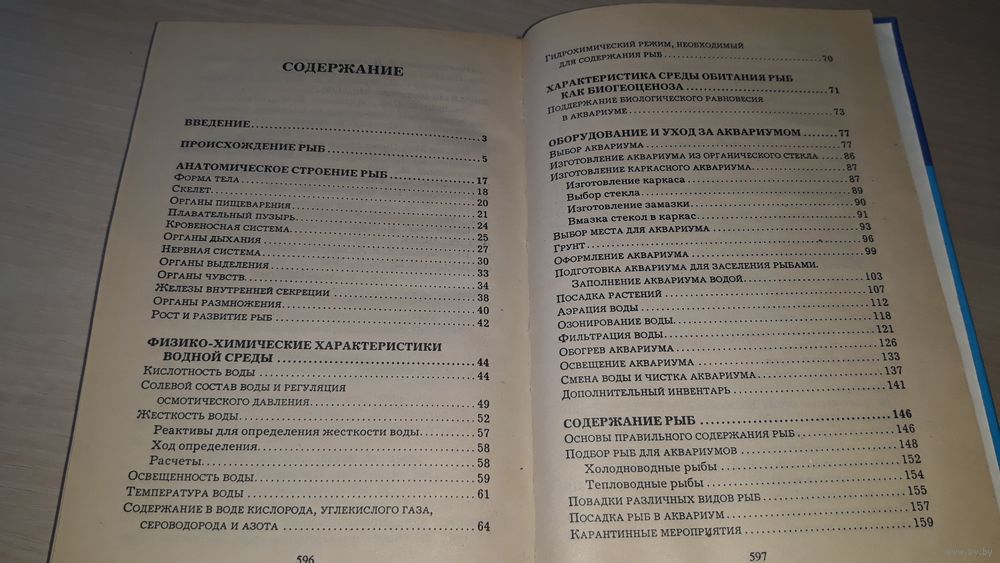 СОДЕРЖАНИЕ
ВВЕДЕНИЕ 3
ПРОИСХОЖДЕНИЕ РЫБ 5
АНАТОМИЧЕСКОЕ СТРОЕНИЕ РЫБ 17
ФОРМА ТЕЛА 18
СКЕЛЕТ 20
ОРГАНЫ ПИЩЕВАРЕНИЯ 21
ПЛАВАТЕЛЬНЫЙ ПУЗЫРЬ 24
КРОВЕНОСНАЯ СИСТЕМА 25
ОРГАНЫ ДЫХАНИЯ 27
НЕРВНАЯ СИСТЕМА 30
ОРГАНЫ ВЫДЕЛЕНИЯ 33
ОРГАНЫ ЧУВСТВ 34
ЖЕЛЕЗЫ ВНУТРЕННЕЙ СЕКРЕЦИИ 38
ОРГАНЫ РАЗМНОЖЕНИЯ 40
РОСТ И РАЗВИТИЕ РЫБ 42
ФИЗИКО-ХИМИЧЕСКИЕ ХАРАКТЕРИСТИКИ
ВОДНОЙ СРЕДЫ 44
КИСЛОТНОСТЬ ВОДЫ 44
СОЛЕВОЙ СОСТАВ ВОДЫ И РЕГУЛЯЦИЯ
ОСМОТИЧЕСКОГО ДАВЛЕНИЯ 49
ЖЕСТКОСТЬ ВОДЫ 52
Реактивы для определения жесткости воды 57
Ход определения 58
Расчеты 58
ОСВЕЩЕННОСТЬ ВОДЫ 59
ТЕМПЕРАТУРА ВОДЫ 61
СОДЕРЖАНИЕ В ВОДЕ КИСЛОРОДА, УГЛЕКИСЛОГО ГАЗА,
СЕРОВОДОРОДА И АЗОТА 64
596
ГИДРОХИМИЧЕСКИЙ РЕЖИМ, НЕОБХОДИМЫЙ
ДЛЯ СОДЕРЖАНИЯ РЫБ 70
ХАРАКТЕРИСТИКА СРЕДЫ ОБИТАНИЯ РЫБ
КАК БИОГЕОЦЕНОЗА 71
ПОДДЕРЖАНИЕ БИОЛОГИЧЕСКОГО РАВНОВЕСИЯ
В АКВАРИУМЕ 73
ОБОРУДОВАНИЕ И УХОД ЗА АКВАРИУМОМ 77
ВЫБОР АКВАРИУМА 77
ИЗГОТОВЛЕНИЕ АКВАРИУМА ИЗ ОРГАНИЧЕСКОГО СТЕКЛА 86
ИЗГОТОВЛЕНИЕ КАРКАСНОГО АКВАРИУМА 87
Изготовление каркаса 87
Выбор стекла 89
Изготовление замазки 90
Вмазка стекол в каркас 91
ВЫБОР МЕСТА ДЛЯ АКВАРИУМА 93
ГРУНТ 96
ОФОРМЛЕНИЕ АКВАРИУМА 99
ПОДГОТОВКА АКВАРИУМА ДЛЯ ЗАСЕЛЕНИЯ РЫБАМИ.
ЗАПОЛНЕНИЕ АКВАРИУМА ВОДОЙ 103
ПОСАДКА РАСТЕНИЙ 107
АЭРАЦИЯ ВОДЫ 112
ОЗОНИРОВАНИЕ ВОДЫ 118
ФИЛЬТРАЦИЯ ВОДЫ 121
ОБОГРЕВ АКВАРИУМА 126
ОСВЕЩЕНИЕ АКВАРИУМА 133
СМЕНА ВОДЫ И ЧИСТКА АКВАРИУМА 137
ДОПОЛНИТЕЛЬНЫЙ ИНВЕНТАРЬ 141
СОДЕРЖАНИЕ РЫБ 146
ОСНОВЫ ПРАВИЛЬНОГО СОДЕРЖАНИЯ РЫБ 146
ПОДБОР РЫБ ДЛЯ АКВАРИУМОВ 148
Холодноводные рыбы 152
Тепловодные рыбы 154
ПОВАДКИ РАЗЛИЧНЫХ ВИДОВ РЫБ 155
ПОСАДКА РЫБ В АКВАРИУМ 157
КАРАНТИННЫЕ МЕРОПРИЯТИЯ 159
597